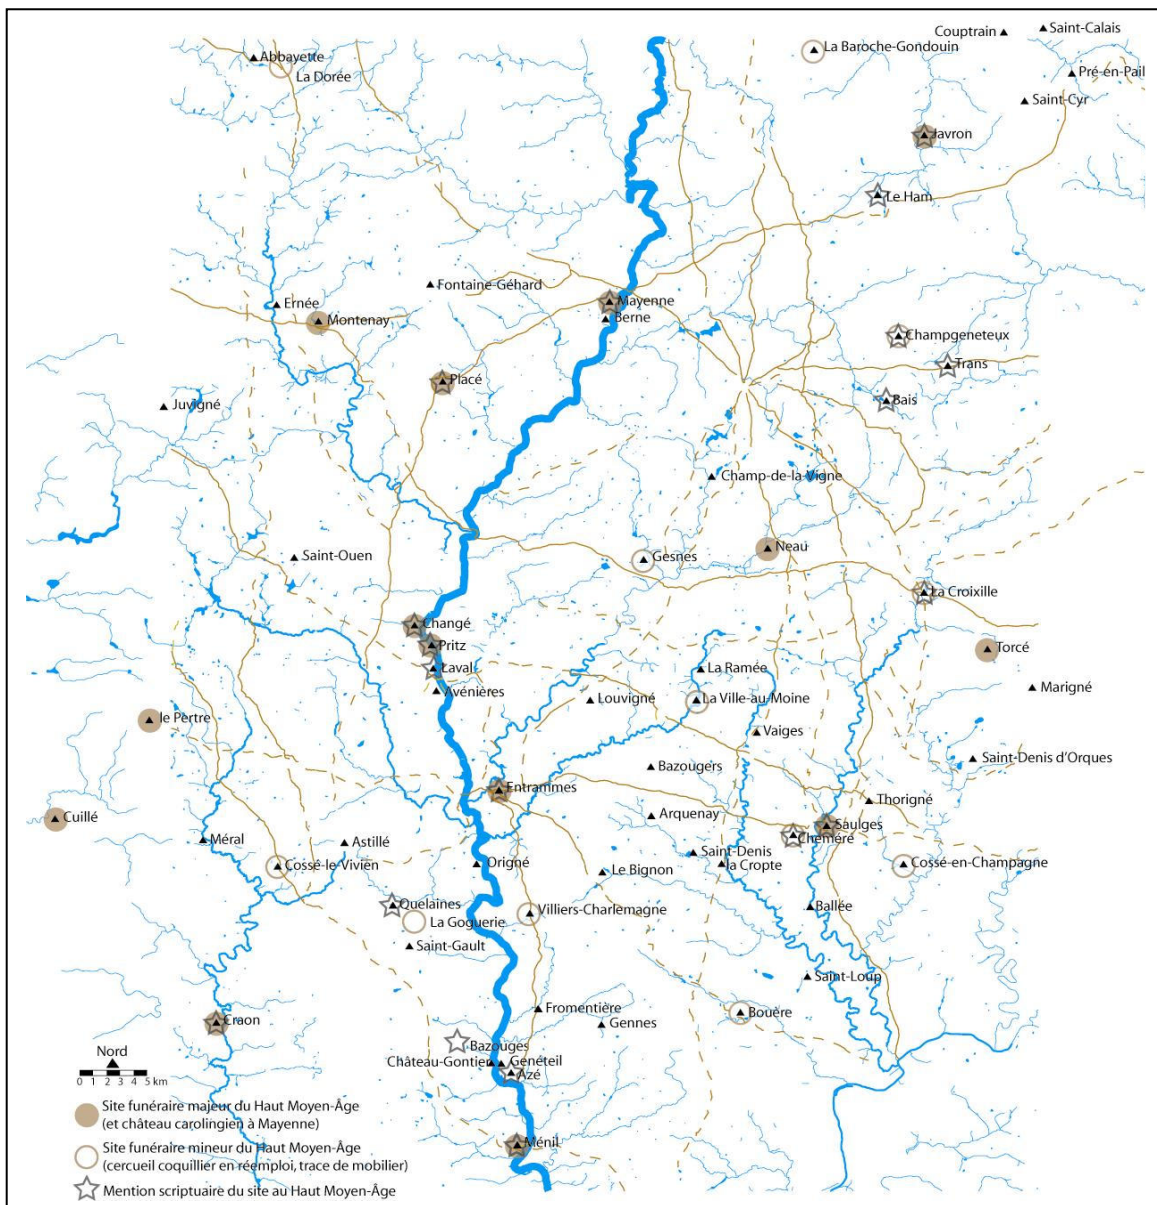 Couptrain
Saint-Calais
La Baroche-Gondouin
Abbayette
La Dorée
Pré-en-Pail
Saint-Cyr
Javron
Le Ham
Fontaine-Géhard
Mayenne
Ernée
Berne
Montenay
Champgeneteux
Trans
Placé
Bais
Juvigné
Champ-de-la-Vigne
Neau
Saint-Ouen
Gesnes
La Croixille
Changé
Pritz
Torcé
Laval
La Ramée
Avénières
Marigné
Louvigné
La Ville-au-Moine
le Pertre
Vaiges
Saint-Denis d'Orques
Bazougers
Entrammes
Thorigné
Cuillé
Arquenay
Saulges
Chéméré
Méral
Astillé
Saint-Denis
la Cropte
Cossé-le-Vivien
Origné
Le Bignon
Cossé-en-Champagne
Quelaines
La Goguerie
Villiers-Charlemagne
Ballée
Saint-Gault
Saint-Loup
Fromentière
Bouère
Craon
Gennes
Bazouges
Château-Gontier
Genéteil
Azé
Ménil
Nord
0 1 2 3 4 5 km
Site funéraire majeur du Haut Moyen-Âge
(et château carolingien à Mayenne)
Site funéraire mineur du Haut Moyen-Âge
(cercueil coquillier en réemploi, trace de mobilier)
Mention scriptuaire du site au Haut Moyen-Âge